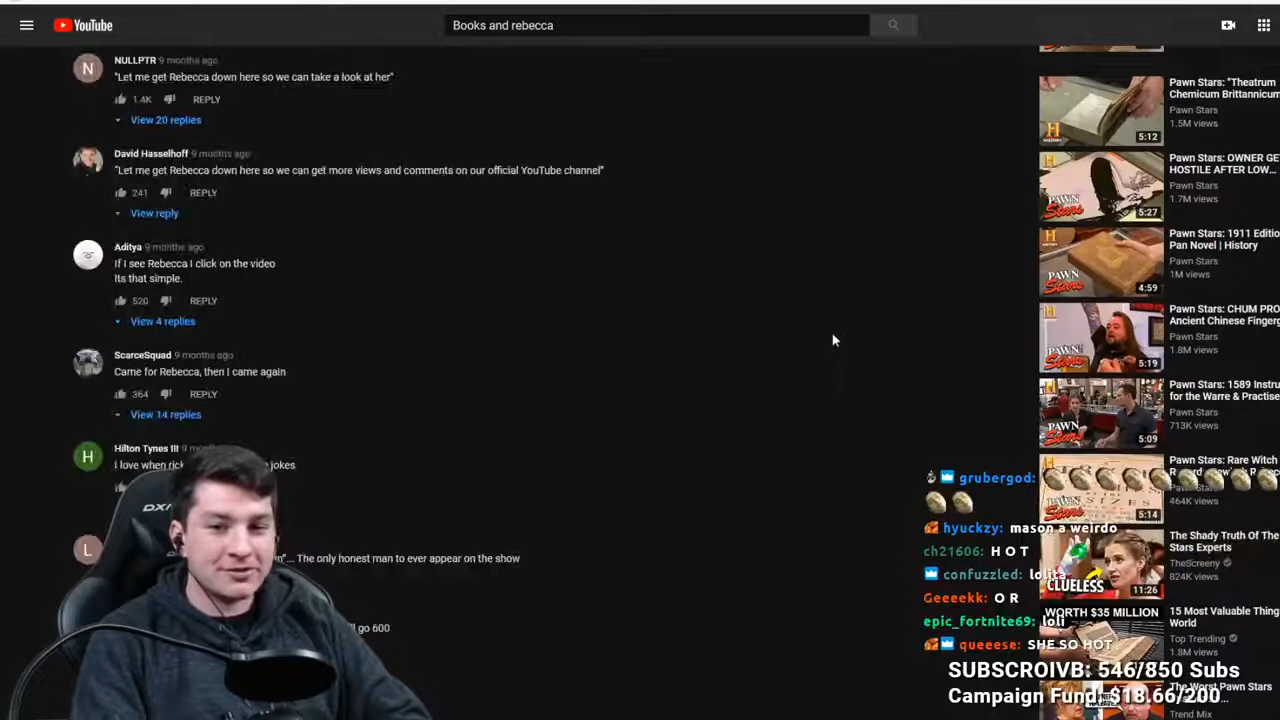 YouTube
Books and rebecca
NULLPTR 9 months ago
"Let me get Rebecca down here so we can take a look at her"
1.4K REPLY
View 20 replies
David Hasselhoff 9 months ago
"Let me get Rebecca down here so we can get more views and comments on our official YouTube channel"
241 REPLY
View reply
Aditya 9 months ago
If I see Rebecca I click on the video
Its that simple.
520 REPLY
View 4 replies
ScarceSquad 9 months ago
Came for Rebecca, then I came again
364 REPLY
View 14 replies
Hilton Tynes III 9
I love when jokes
H
L
The only honest man to ever appear on the show
go 600
Pawn Stars: "Theatrum
Chemicum Brittannicum
Pawn Stars
1.5M views
5:12
Pawn Stars: OWNER GE
HOSTILE AFTER LOW...
Pawn Stars
1.7M views
5:27
Pawn Stars: 1911 Editio
Pan Novel | History
Pawn Stars
1M views
4:59
Pawn Stars: CHUM PRO
Ancient Chinese Finger
Pawn Stars
1.8M views
5:19
Pawn Stars: 1589 Instru
for the Warre & Practise
Pawn Stars
713K views
5:09
Pawn Stars: Rare Witch
464K views
5:14
The Shady Truth Of The
Stars Experts
TheScreeny
824K views
CLUELESS
11:26
WORTH $35 MILLION
15 Most Valuable Thing
World
Top Trending
1.8M views
The Worst Pawn Stars
Trend Mix
grubergod:
hyuckzy: mason a weirdo
ch21606: H O T
confuzzled: lolita
Geeeekk: O R
epic_fortnite69: loli
queeese: SHE SO HOT
SUBSCROIVB: 546/850 Subs
Campaign Fund: $18.66/200